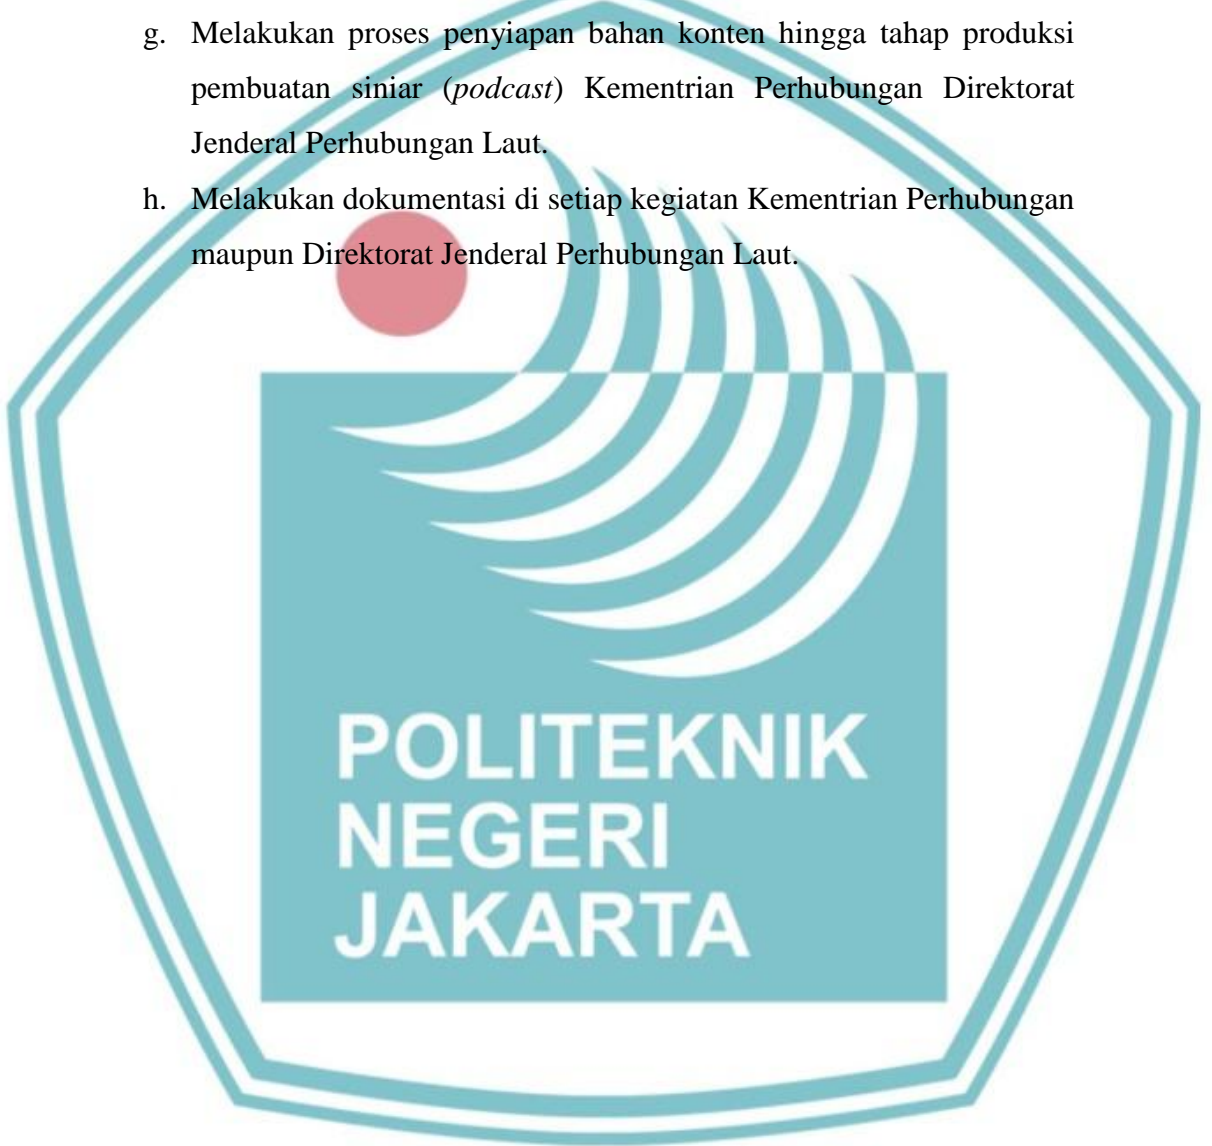 g. Melakukan proses penyiapan bahan konten hingga tahap produksi
pembuatan siniar (podcast) Kementrian Perhubungan Direktorat
Jenderal Perhubungan Laut.
h. Melakukan dokumentasi di setiap kegiatan Kementrian Perhubungan
maupun Direktorat Jenderal Perhubungan Laut.
POLITEKNIK
NEGERI
JAKARTA